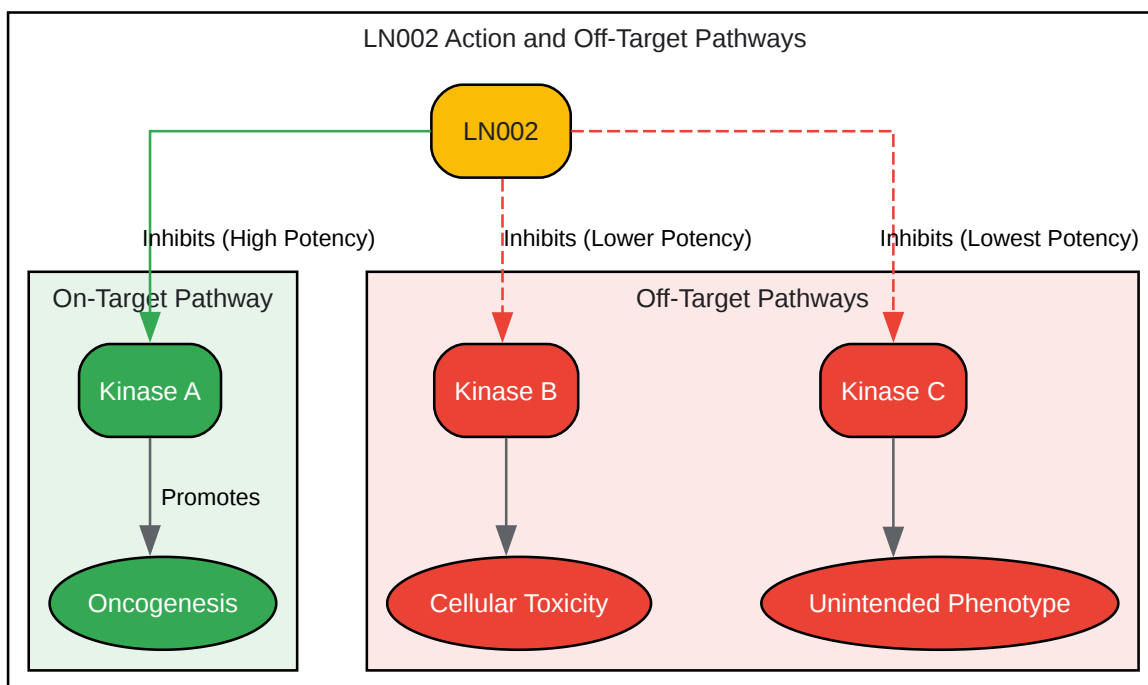 LN002 Action and Off-Target Pathways
LN002
Inhibits (High Potency)
Inhibits (Lower Potency)
Inhibits (Lowest Potency)
On-Target Pathway
Off-Target Pathways
Kinase A
Kinase B
Kinase C
Promotes
Oncogenesis
Cellular Toxicity
Unintended Phenotype